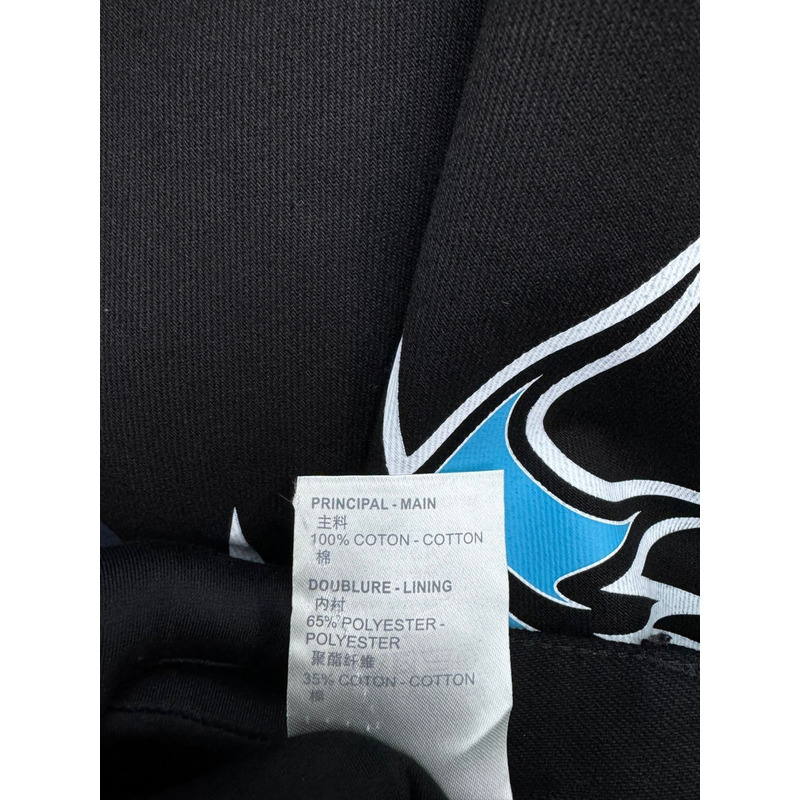 PRINCIPAL - MAIN
主料
100% COTON - COTTON
棉
DOUBLURE - LINING
内衬
65% POLYESTER -
POLYESTER
聚酯纤维
35% COTON - COTTON
棉